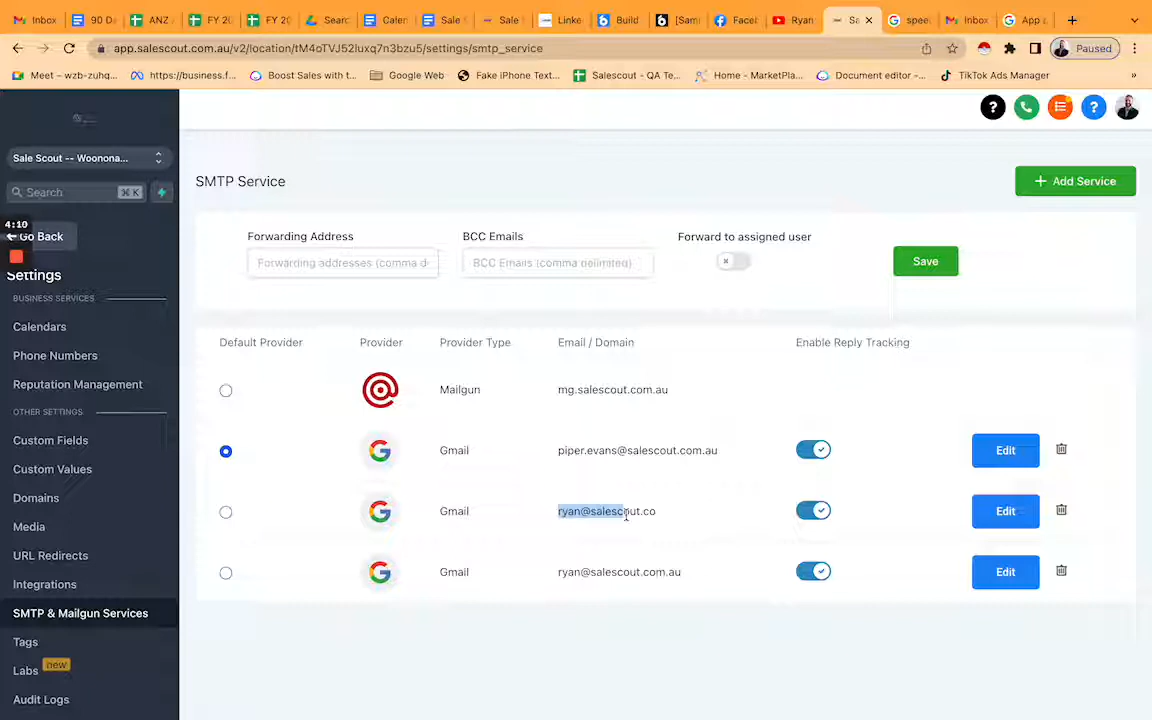 Inbox
90 Da
ANZ
FY 20
FY 20
Searc
Calen
Sale
Sale
Linke
Build
[Sam
Faceb
Ryan
Sa
spee
Inbox
App
app.salescout.com.au/v2/location/tM4oTVJ52luxq7n3bzu5/settings/smtp_service
Paused
Meet – wzb-zuhq...
https://business.f...
Boost Sales with t...
Google Web
Fake iPhone Text...
Salescout - QA Te...
Home - MarketPla...
Document editor -...
TikTok Ads Manager
»
Sale Scout -- Woonona...
Search
⌘ K
4:10
Go Back
Settings
BUSINESS SERVICES
Calendars
Phone Numbers
Reputation Management
OTHER SETTINGS
Custom Fields
Custom Values
Domains
Media
URL Redirects
Integrations
SMTP & Mailgun Services
Tags
Labs new
Audit Logs
SMTP Service
+ Add Service
Forwarding Address
BCC Emails
Forward to assigned user
Forwarding addresses (comma d
BCC Emails (comma delimited)
Save
Default Provider Provider Provider Type Email / Domain Enable Reply Tracking
Mailgun mg.salescout.com.au
Gmail piper.evans@salescout.com.au Edit
Gmail ryan@salescout.co Edit
Gmail ryan@salescout.com.au Edit